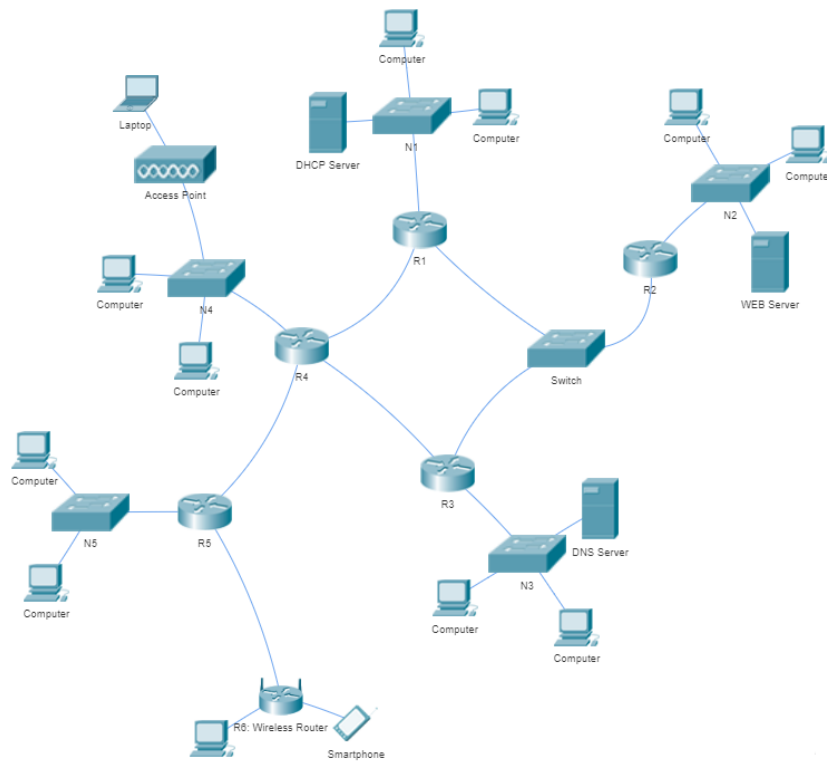 Computer
Laptop
DHCP Server
N1
Computer
Computer
Access Point
Computer
N2
R1
R2
WEB Server
Computer
N4
R4
Switch
Computer
Computer
R3
N5
R5
DNS Server
N3
Computer
Computer
Computer
R6: Wireless Router
Smartphone